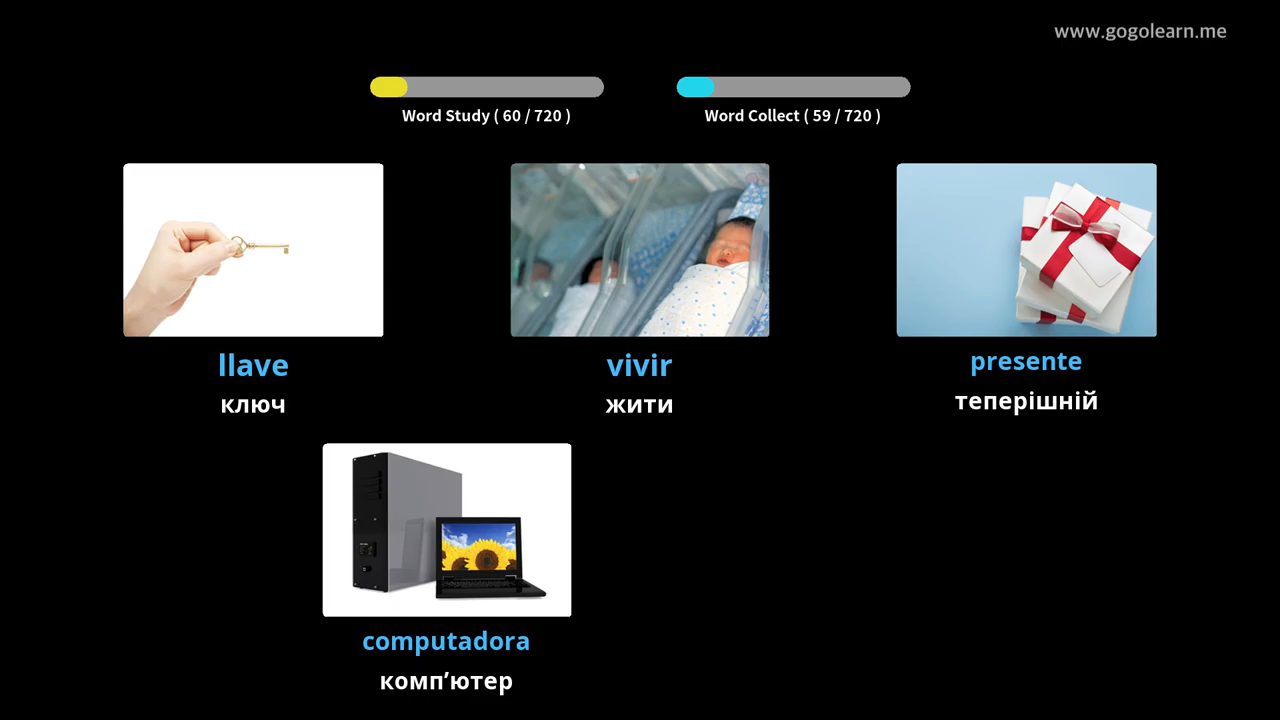 www.gogolearn.me
Word Study ( 60 / 720 )
Word Collect ( 59 / 720 )
llave
ключ
vivir
жити
presente
теперішній
computadora
комп’ютер